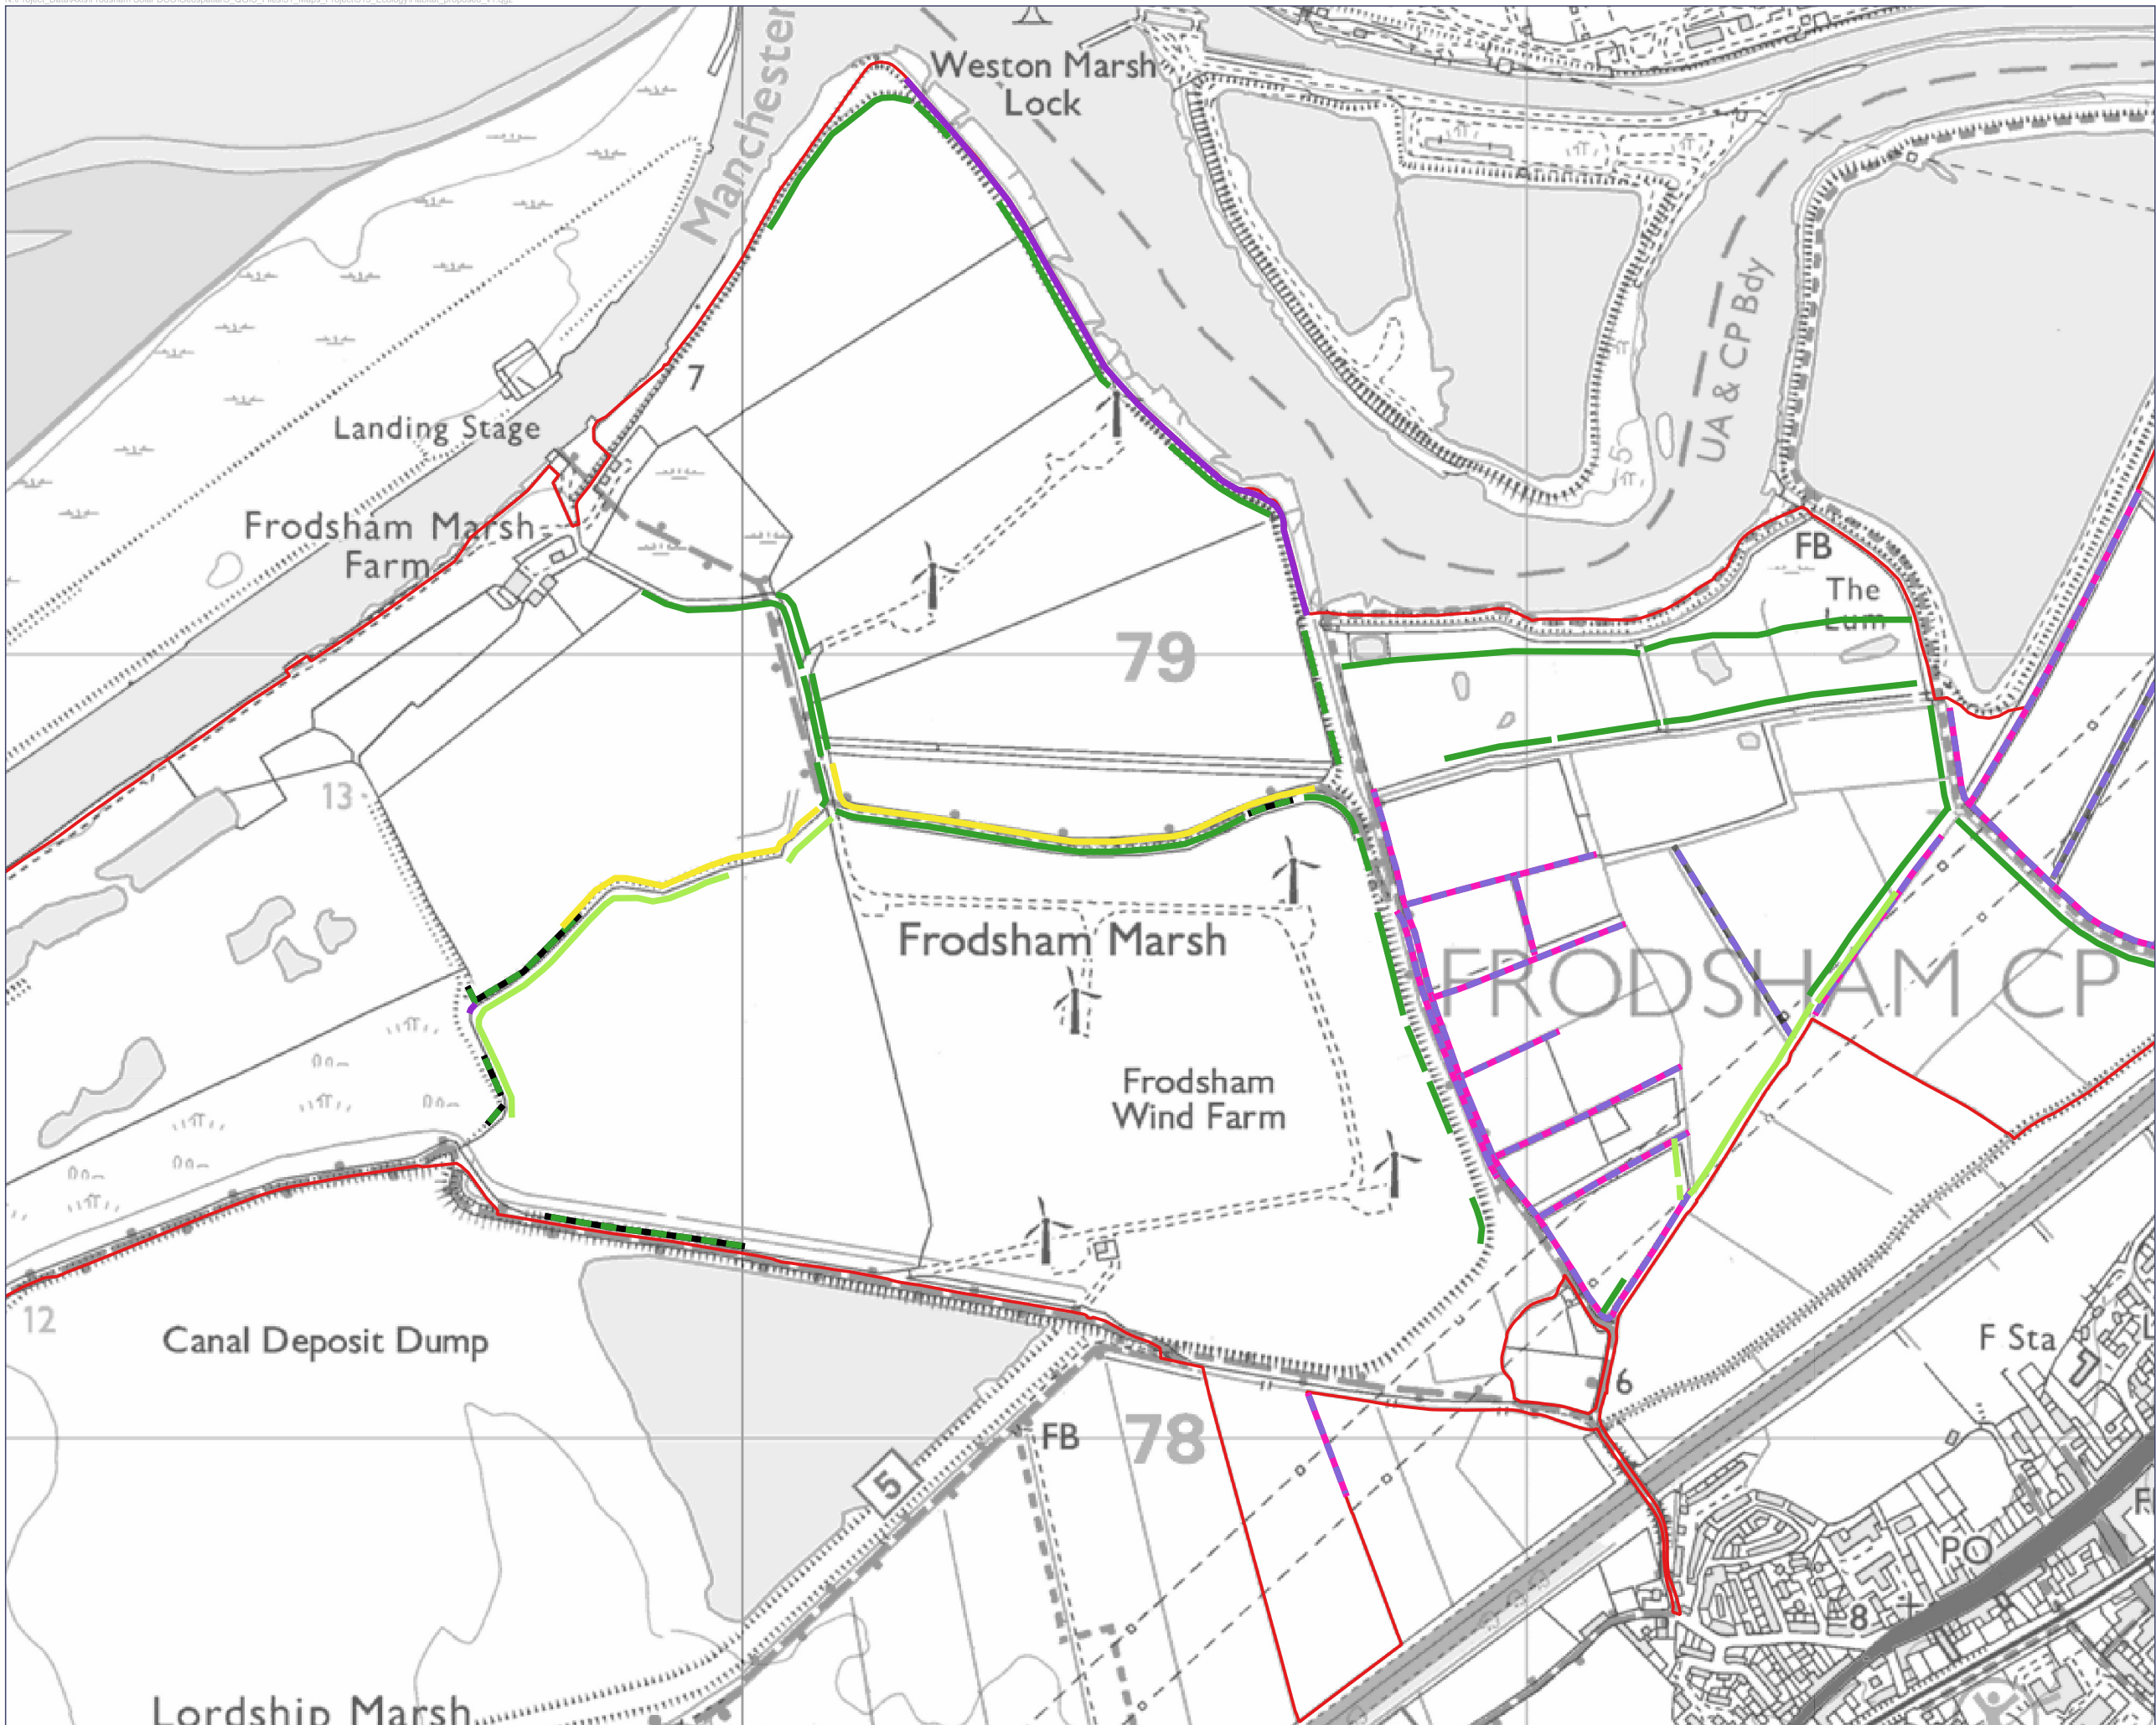 Manchester
Weston Marsh
Lock
UA & CP Bdy
7
5
Landing Stage
Frodsham Marsh
Farm
FB
The
Lum
79
13
Frodsham Marsh
FRODSHAM CP
Frodsham
Wind Farm
12
Canal Deposit Dump
F Sta
6
FB
78
5
PO
8
Lordship Marsh